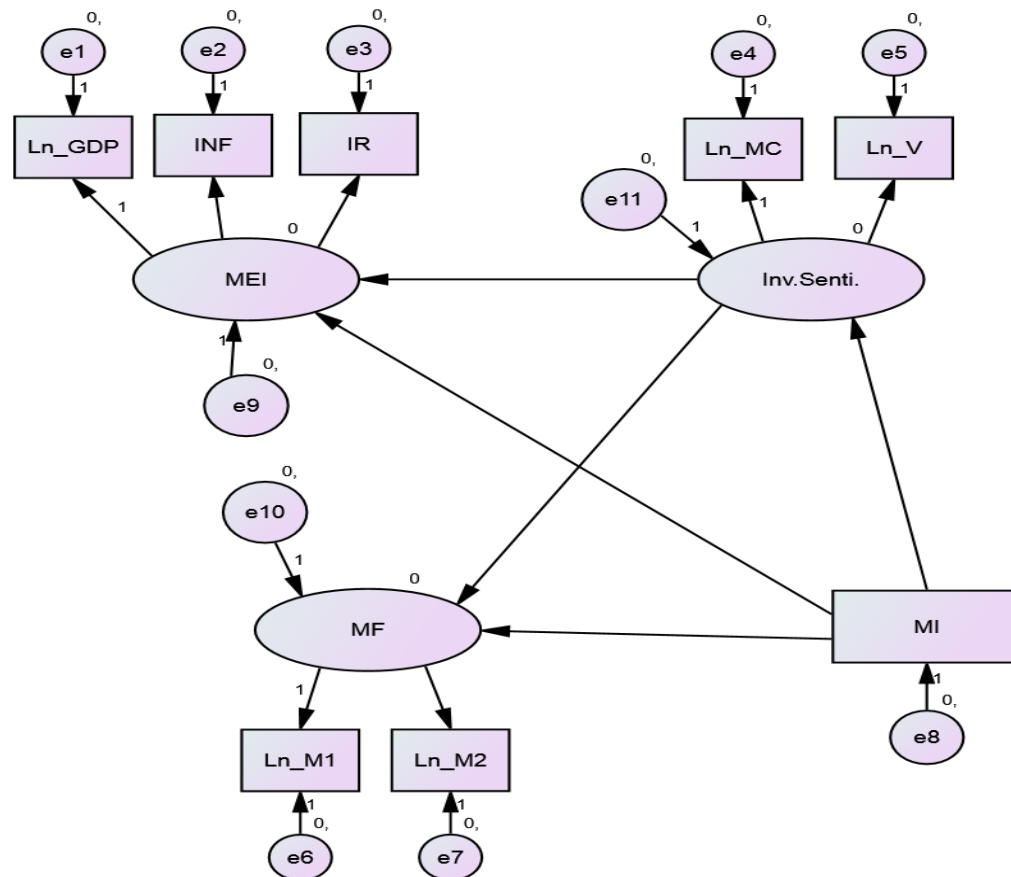 0, 0, 0, 0, 0,
e1 e2 e3 e4 e5
1 1 1 1 1
Ln_GDP INF IR Ln_MC Ln_V
0,
e11
1 1 1
0 0
MEI Inv.Senti.
1
0,
e9
0,
e10
1 0
MF MI
1 1
0,
Ln_M1 Ln_M2 e8
1 1
0, 0,
e6 e7